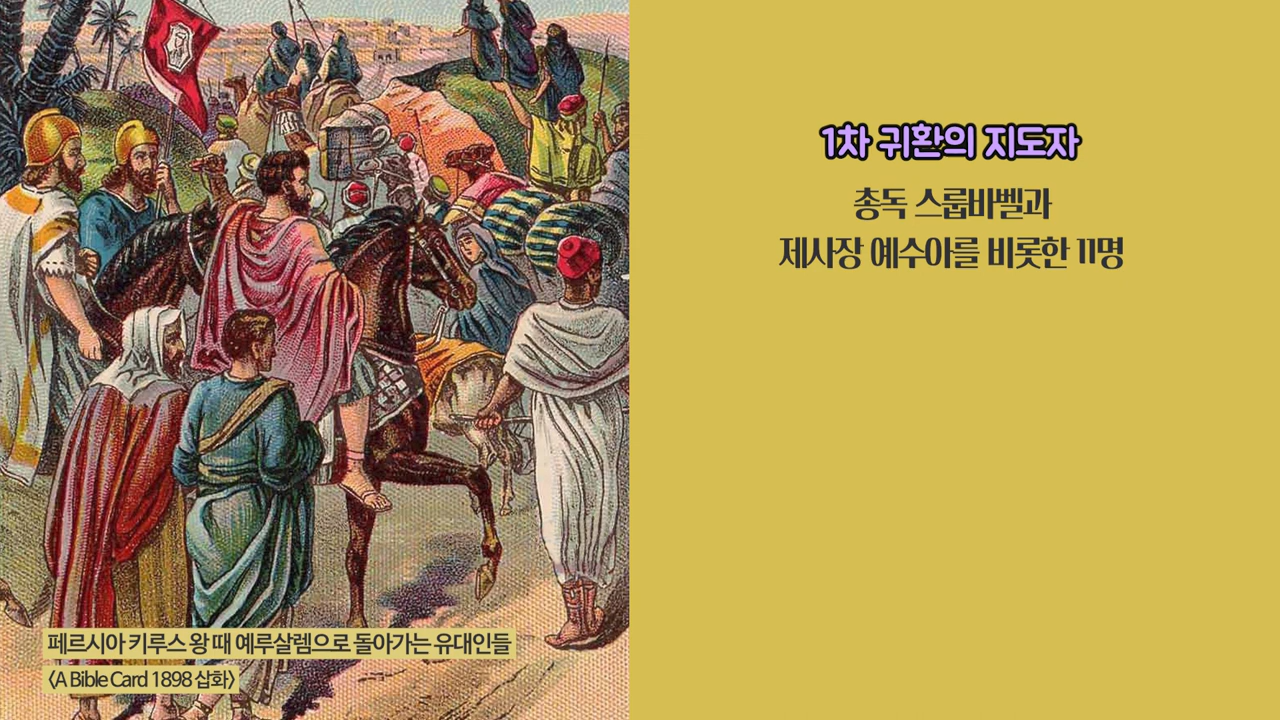 1차 귀환의 지도자
총독 스룹바벨과
제사장 예수아를 비롯한 11명
페르시아 키루스 왕 때 예루살렘으로 돌아가는 유대인들
〈A Bible Card 1898 삽화〉